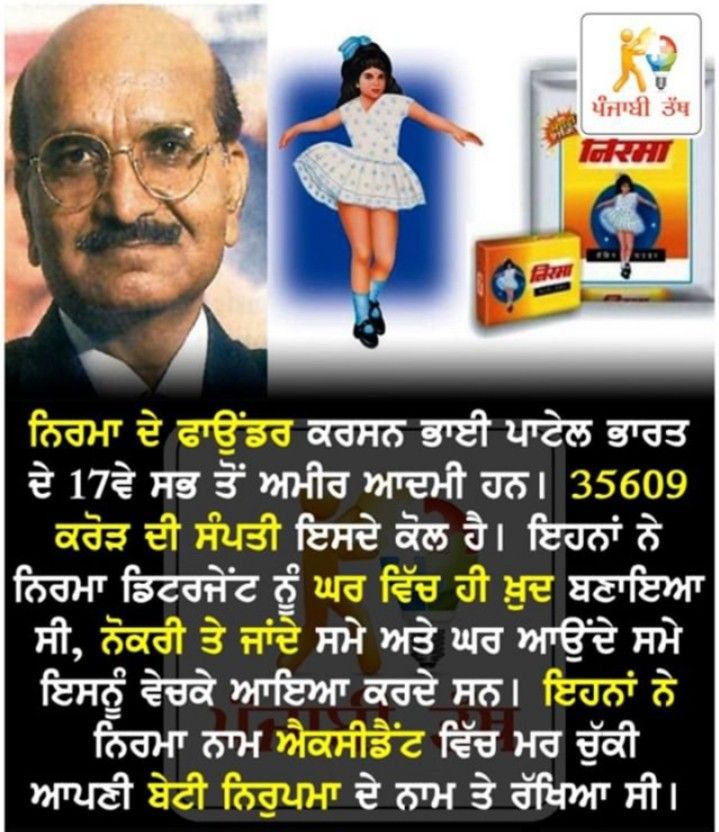 ਪੰਜਾਬੀ ਤੱਥ
निरमा
निरमा
ਨਿਰਮਾ ਦੇ ਫਾਊਂਡਰ ਕਰਸਨ ਭਾਈ ਪਾਟੇਲ ਭਾਰਤ
ਦੇ 17ਵੇ ਸਭ ਤੋਂ ਅਮੀਰ ਆਦਮੀ ਹਨ। 35609
ਕਰੋੜ ਦੀ ਸੰਪਤੀ ਇਸਦੇ ਕੋਲ ਹੈ। ਇਹਨਾਂ ਨੇ
ਨਿਰਮਾ ਡਿਟਰਜੇਂਟ ਨੂੰ ਘਰ ਵਿੱਚ ਹੀ ਖ਼ੁਦ ਬਣਾਇਆ
ਸੀ, ਨੋਕਰੀ ਤੇ ਜਾਂਦੇ ਸਮੇ ਅਤੇ ਘਰ ਆਉਂਦੇ ਸਮੇ
ਇਸਨੂੰ ਵੇਚਕੇ ਆਇਆ ਕਰਦੇ ਸਨ। ਇਹਨਾਂ ਨੇ
ਨਿਰਮਾ ਨਾਮ ਐਕਸੀਡੈਂਟ ਵਿੱਚ ਮਰ ਚੁੱਕੀ
ਆਪਣੀ ਬੇਟੀ ਨਿਰੁਪਮਾ ਦੇ ਨਾਮ ਤੇ ਰੱਖਿਆ ਸੀ।